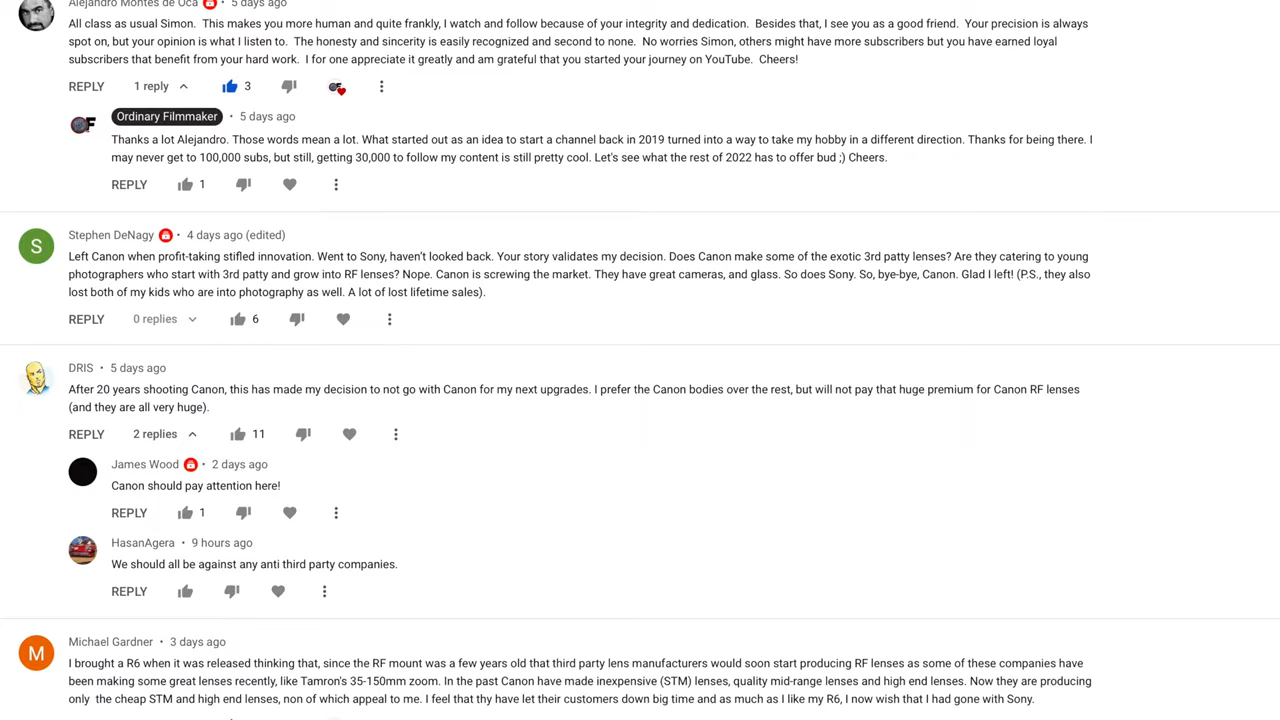 Alejandro Montes de Oca • 5 days ago
All class as usual Simon. This makes you more human and quite frankly, I watch and follow because of your integrity and dedication. Besides that, I see you as a good friend. Your precision is always
spot on, but your opinion is what I listen to. The honesty and sincerity is easily recognized and second to none. No worries Simon, others might have more subscribers but you have earned loyal
subscribers that benefit from your hard work. I for one appreciate it greatly and am grateful that you started your journey on YouTube. Cheers!
REPLY 1 reply 3
Ordinary Filmmaker • 5 days ago
Thanks a lot Alejandro. Those words mean a lot. What started out as an idea to start a channel back in 2019 turned into a way to take my hobby in a different direction. Thanks for being there. I
may never get to 100,000 subs, but still, getting 30,000 to follow my content is still pretty cool. Let's see what the rest of 2022 has to offer bud ;) Cheers.
REPLY 1
S
Stephen DeNagy • 4 days ago (edited)
Left Canon when profit-taking stifled innovation. Went to Sony, haven't looked back. Your story validates my decision. Does Canon make some of the exotic 3rd patty lenses? Are they catering to young
photographers who start with 3rd patty and grow into RF lenses? Nope. Canon is screwing the market. They have great cameras, and glass. So does Sony. So, bye-bye, Canon. Glad I left! (P.S., they also
lost both of my kids who are into photography as well. A lot of lost lifetime sales).
REPLY 0 replies 6
DRIS • 5 days ago
After 20 years shooting Canon, this has made my decision to not go with Canon for my next upgrades. I prefer the Canon bodies over the rest, but will not pay that huge premium for Canon RF lenses
(and they are all very huge).
REPLY 2 replies 11
James Wood • 2 days ago
Canon should pay attention here!
REPLY 1
HasanAgera • 9 hours ago
We should all be against any anti third party companies.
REPLY
M
Michael Gardner • 3 days ago
I brought a R6 when it was released thinking that, since the RF mount was a few years old that third party lens manufacturers would soon start producing RF lenses as some of these companies have
been making some great lenses recently, like Tamron's 35-150mm zoom. In the past Canon have made inexpensive (STM) lenses, quality mid-range lenses and high end lenses. Now they are producing
only the cheap STM and high end lenses, non of which appeal to me. I feel that thy have let their customers down big time and as much as I like my R6, I now wish that I had gone with Sony.